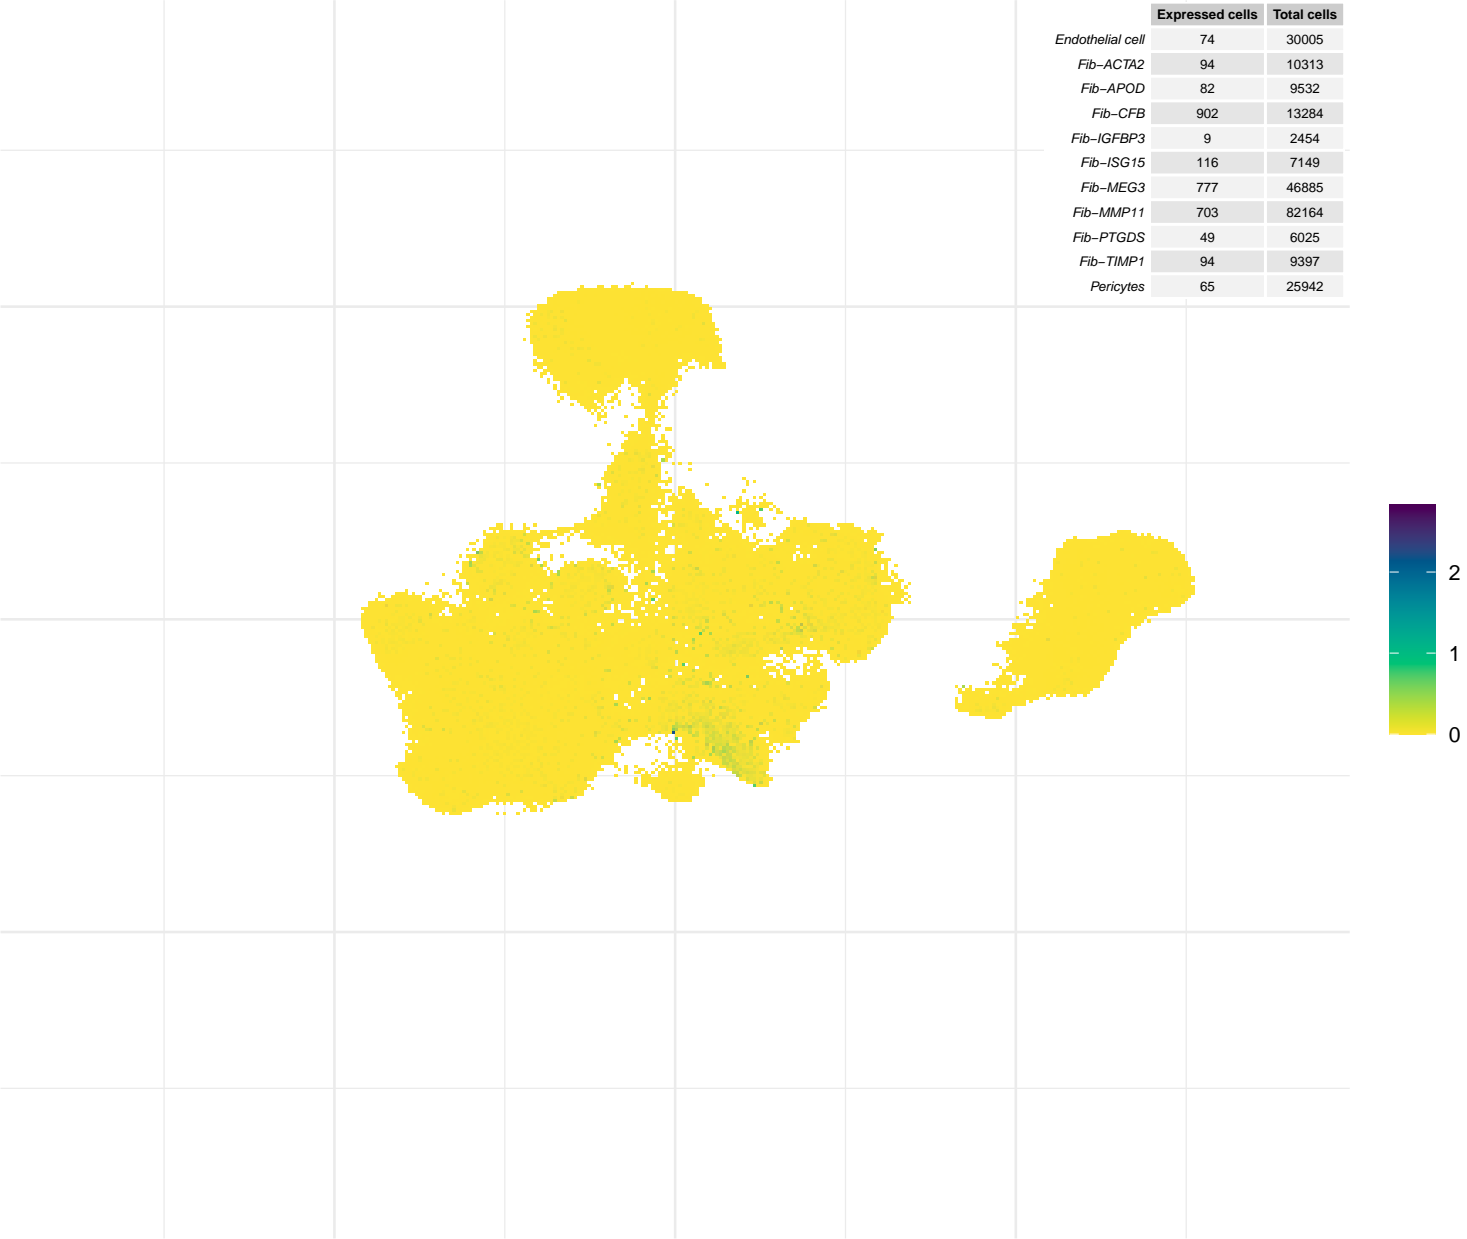 Expressed cells Total cells
Endothelial cell 74 30005
Fib−ACTA2 94 10313
Fib−APOD 82 9532
Fib−CFB 902 13284
Fib−IGFBP3 9 2454
Fib−ISG15 116 7149
Fib−MEG3 777 46885
Fib−MMP11 703 82164
Fib−PTGDS 49 6025
Fib−TIMP1 94 9397
Pericytes 65 25942
2
1
0